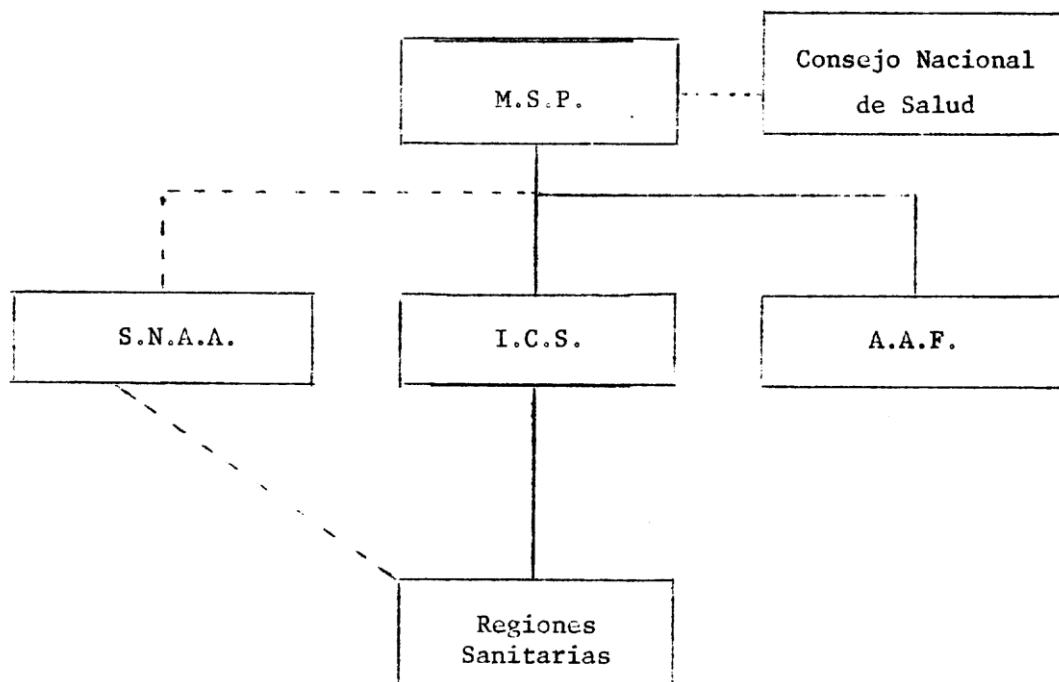 Consejo Nacional
de Salud
M.S.P.
S.N.A.A.
I.C.S.
A.A.F.
Regiones
Sanitarias